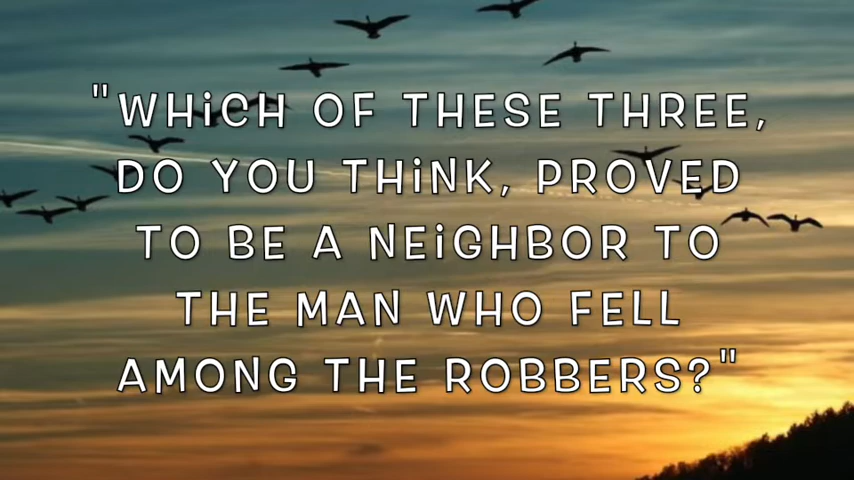 "WHiCH OF THESE THREE,
DO YOU THiNK, PROVED
TO BE A NEiGHBOR TO
THE MAN WHO FELL
AMONG THE ROBBERS?"